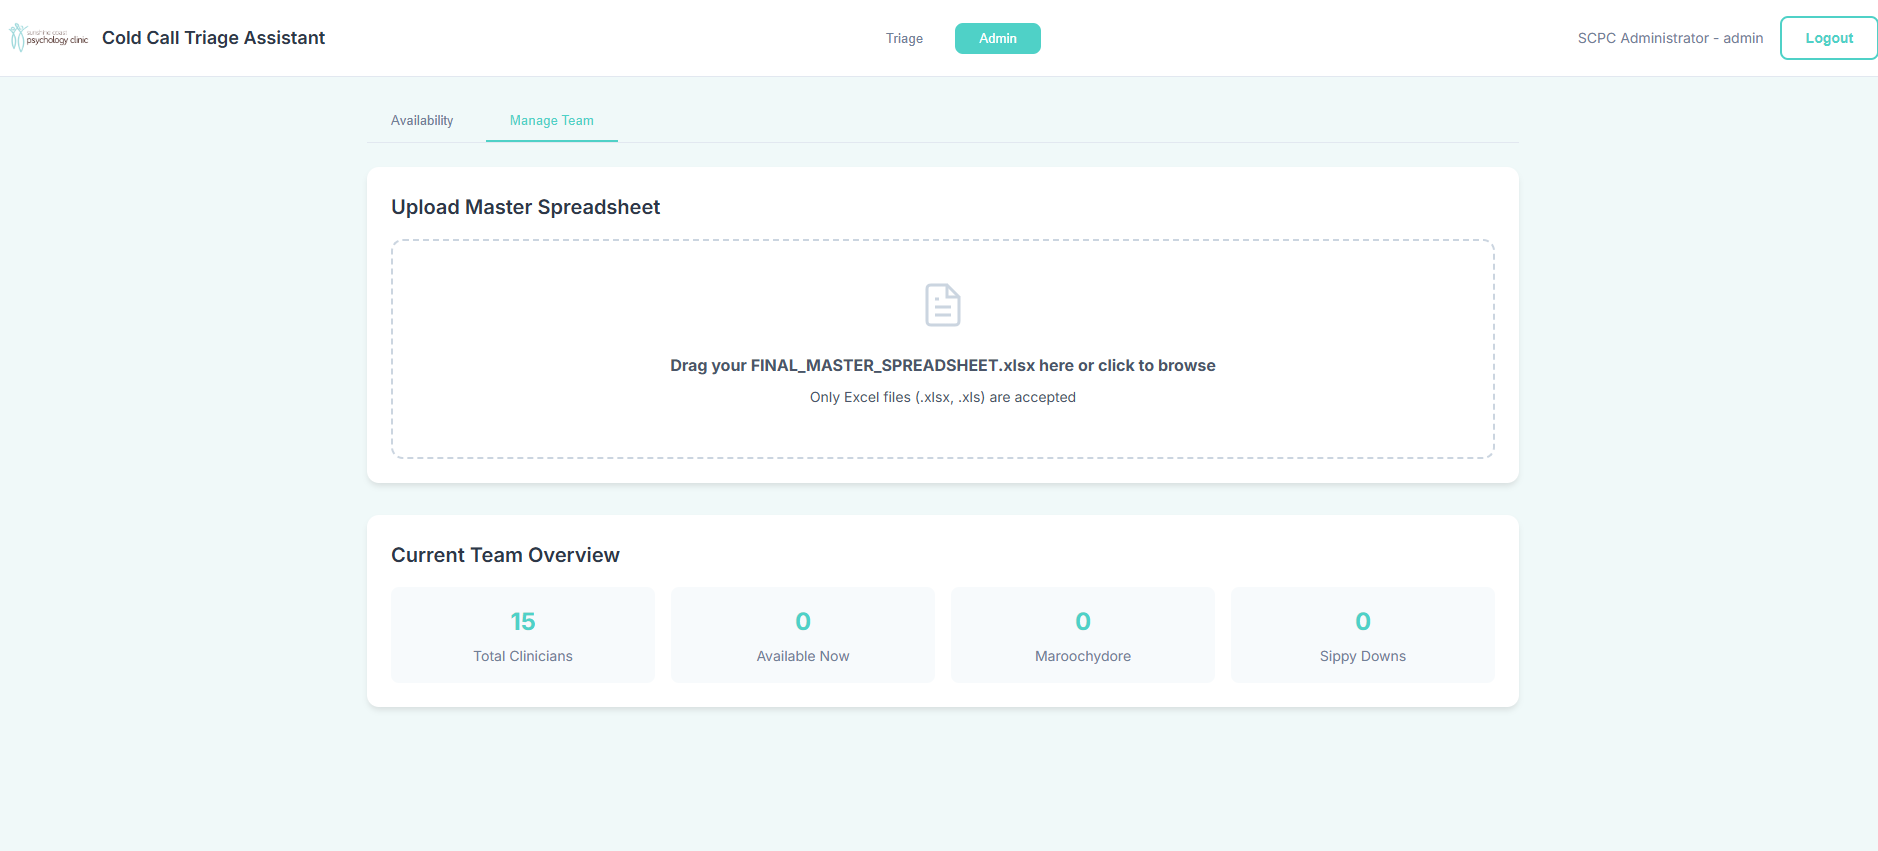 sunshine coast
psychology clinic
Cold Call Triage Assistant
Triage
Admin
SCPC Administrator - admin
Logout
Availability
Manage Team
Upload Master Spreadsheet
Drag your FINAL_MASTER_SPREADSHEET.xlsx here or click to browse
Only Excel files (.xlsx, .xls) are accepted
Current Team Overview
15
Total Clinicians
0
Available Now
0
Maroochydore
0
Sippy Downs